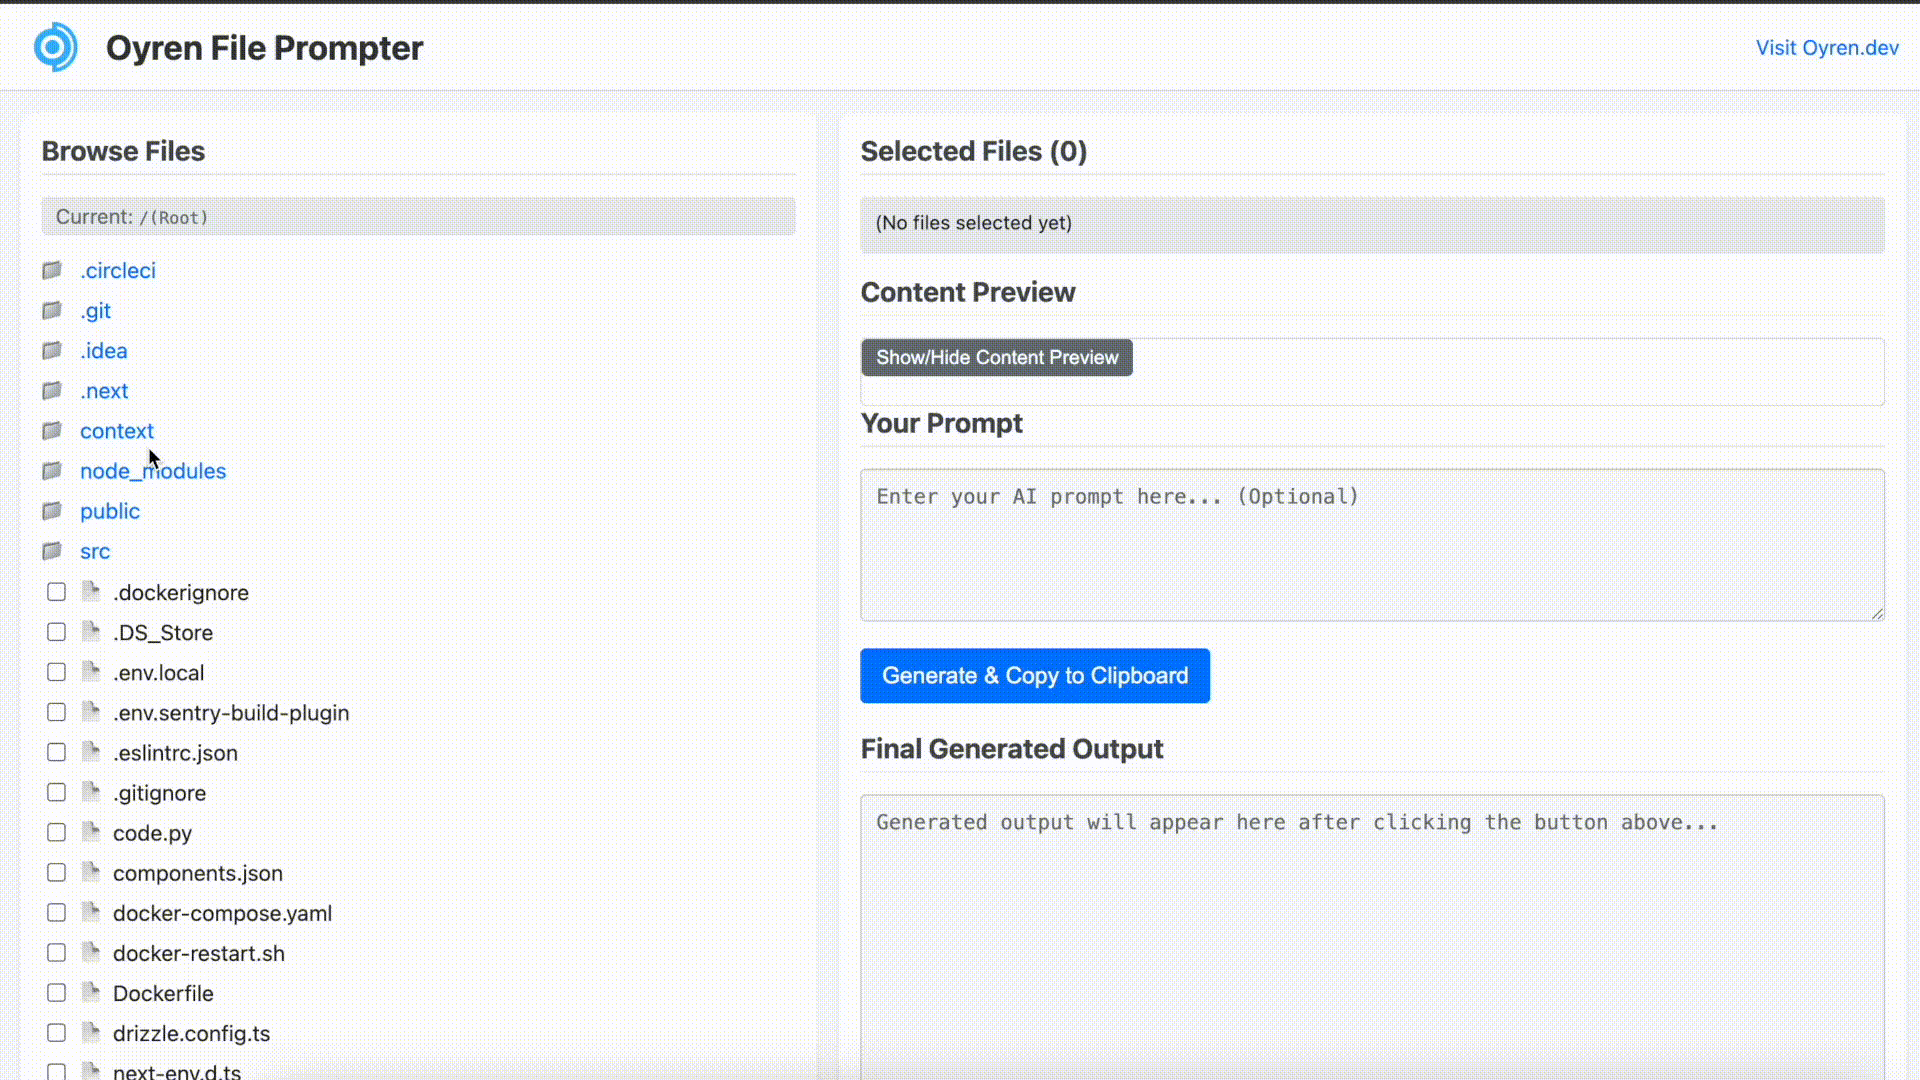 Oyren File Prompter
Visit Oyren.dev
Browse Files
Current: /(Root)
.circleci
.git
.idea
.next
context
node_modules
public
src
.dockerignore
.DS_Store
.env.local
.env.sentry-build-plugin
.eslintrc.json
.gitignore
code.py
components.json
docker-compose.yaml
docker-restart.sh
Dockerfile
drizzle.config.ts
next-env.d.ts
Selected Files (0)
(No files selected yet)
Content Preview
Show/Hide Content Preview
Your Prompt
Enter your AI prompt here... (Optional)
Generate & Copy to Clipboard
Final Generated Output
Generated output will appear here after clicking the button above...